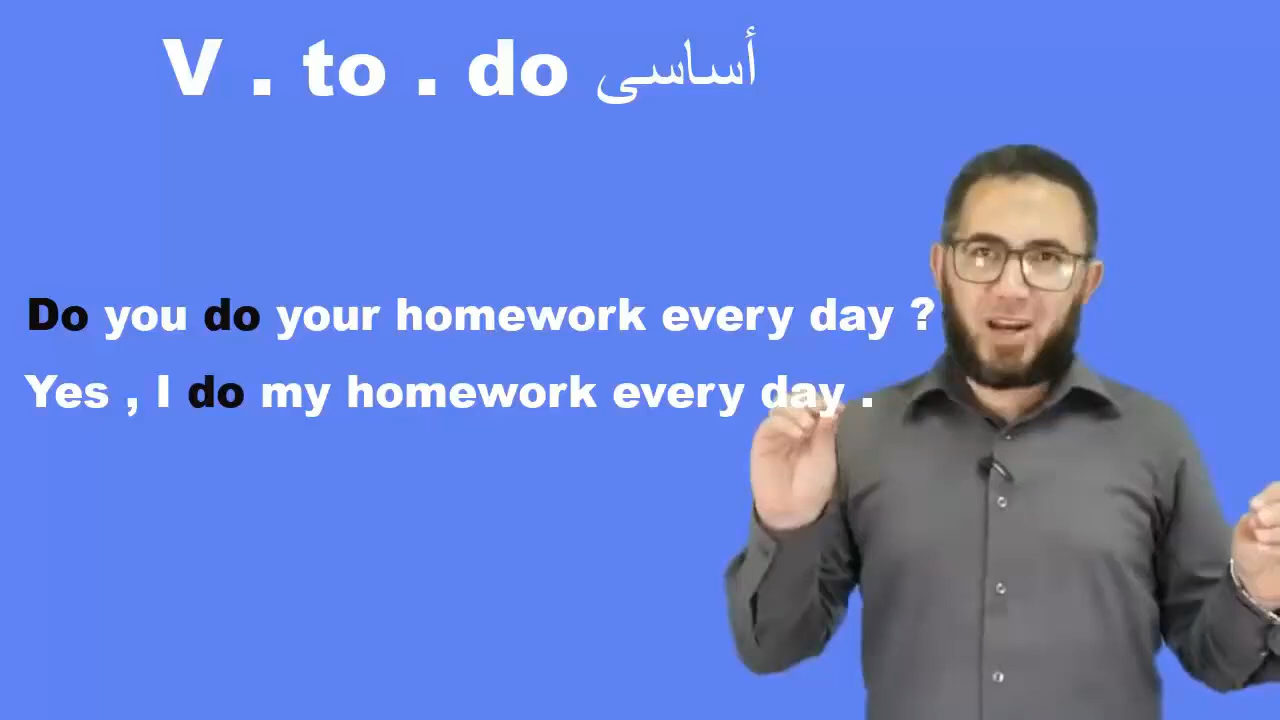 V . to . do أساسى
Do you do your homework every day ?
Yes , I do my homework every day .